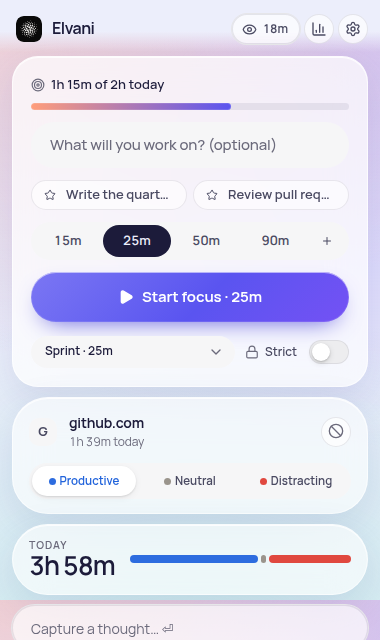 Elvani
18m
1h 15m of 2h today
What will you work on? (optional)
Write the quart...
Review pull req...
15m
25m
50m
90m
+
Start focus · 25m
Sprint · 25m
Strict
G
github.com
1h 39m today
Productive
Neutral
Distracting
TODAY
3h 58m
Capture a thought... ⏎